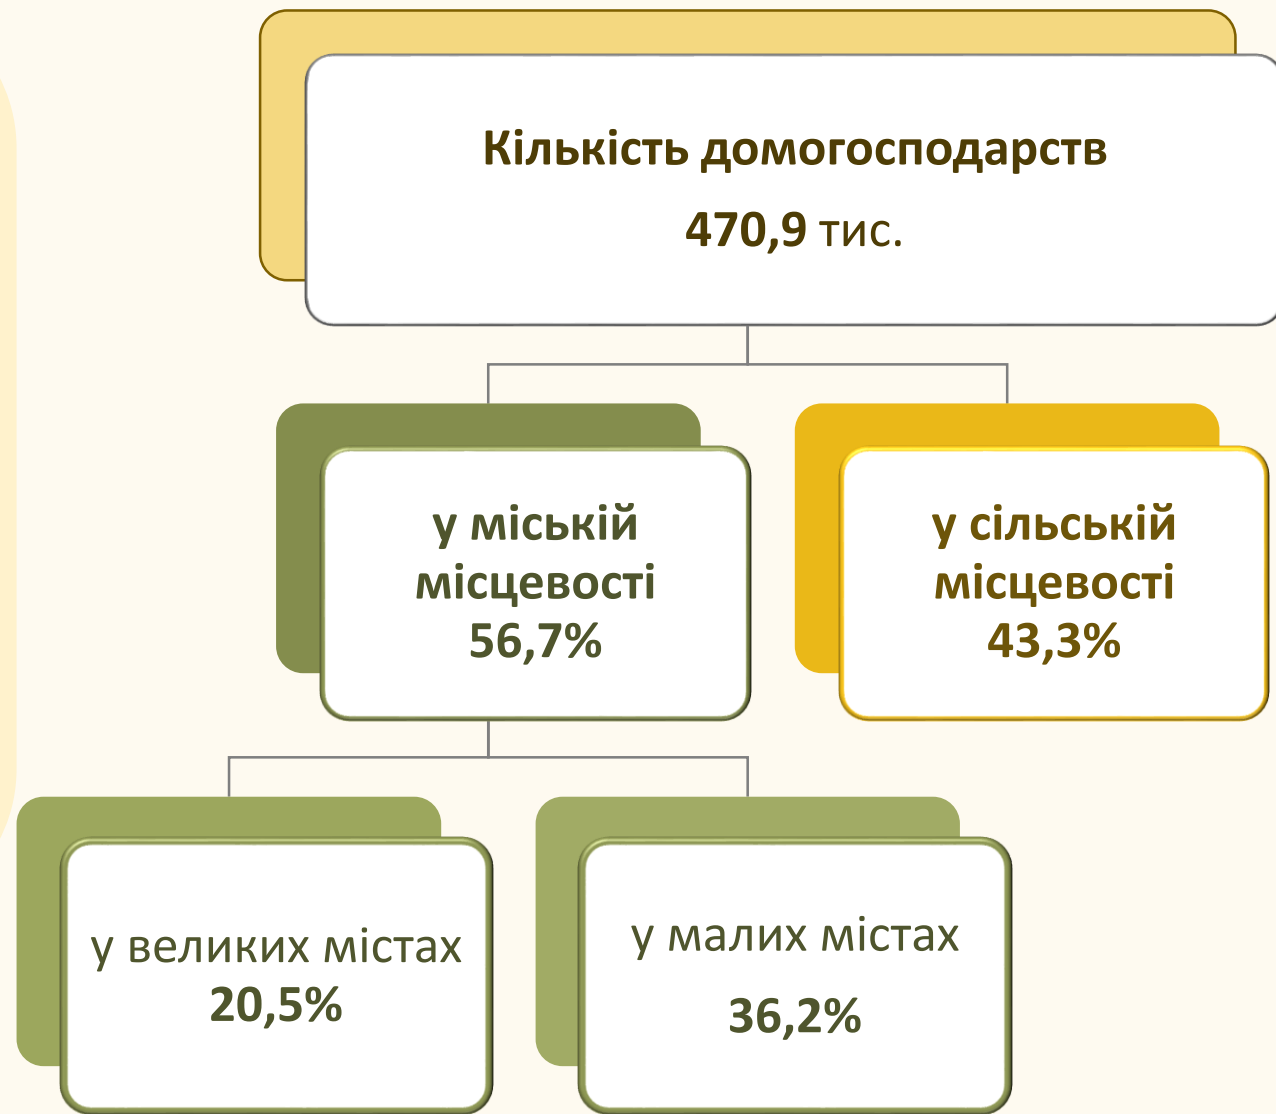 Кількість домогосподарств
470,9 тис.
у міській
місцевості
56,7%
у сільській
місцевості
43,3%
у великих містах
20,5%
у малих містах
36,2%